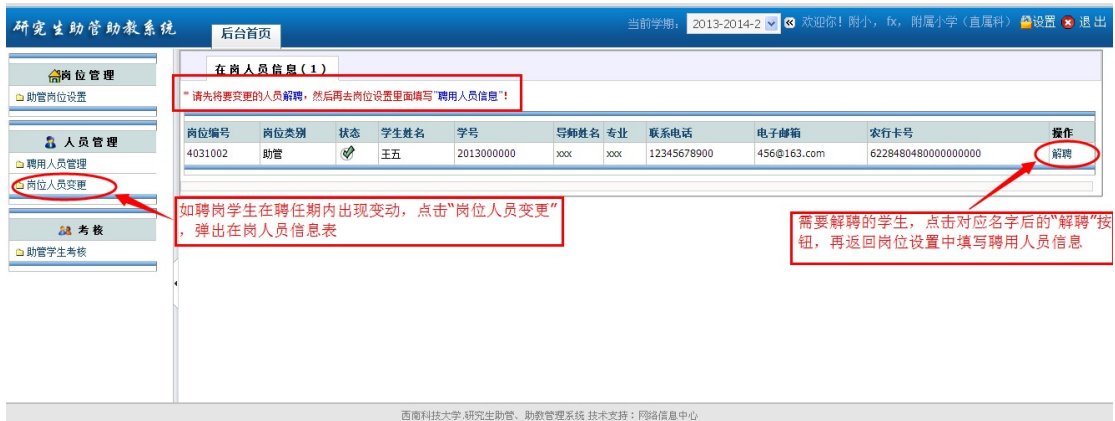 研究生助管助教系统
后台首页
当前学期： 2013-2014-2 欢迎你！附小，fx，附属小学（直属科） 设置 退出
岗位管理
助管岗位设置
人员管理
聘用人员管理
岗位人员变更
考核
助管学生考核
在岗人员信息(1)
* 请先将要变更的人员解聘，然后再去岗位设置里面填写"聘用人员信息"！
岗位编号 岗位类别 状态 学生姓名 学号 导师姓名 专业 联系电话 电子邮箱 农行卡号 操作
4031002 助管 王五 2013000000 xxx xxx 12345678900 456@163.com 6228480480000000000 解聘
如聘岗学生在聘任期内出现变动，点击“岗位人员变更”
，弹出在岗人员信息表
需要解聘的学生，点击对应名字后的“解聘”按
钮，再返回岗位设置中填写聘用人员信息
西南科技大学.研究生助管、助教管理系统 技术支持：网络信息中心